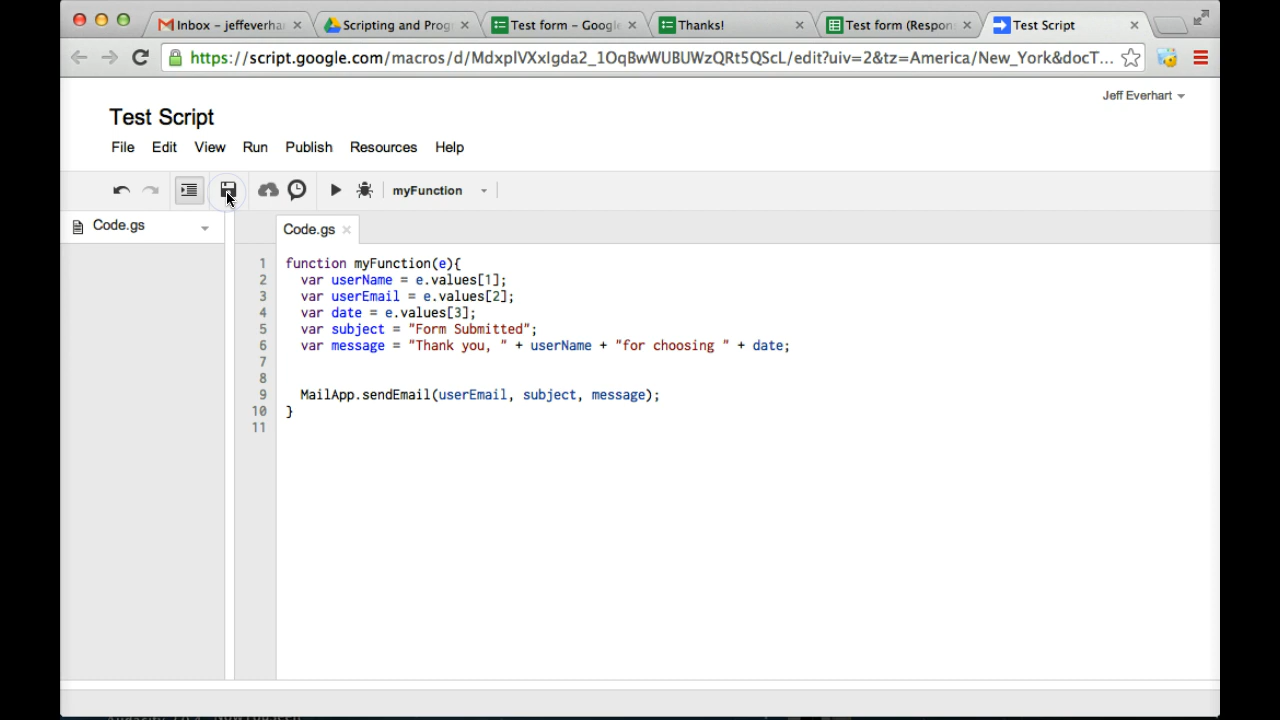 Inbox – jeffeverha
Scripting and Prog
Test form – Google
Thanks!
Test form (Respon
Test Script
https://script.google.com/macros/d/MdxpIVXxIgda2_1OqBwWUBUWzQRt5QScL/edit?uiv=2&tz=America/New_York&docT...
Jeff Everhart
Test Script
File Edit View Run Publish Resources Help
myFunction
Code.gs
Code.gs
1 function myFunction(e){
2 var userName = e.values[1];
3 var userEmail = e.values[2];
4 var date = e.values[3];
5 var subject = "Form Submitted";
6 var message = "Thank you, " + userName + "for choosing " + date;
7
8
9 MailApp.sendEmail(userEmail, subject, message);
10 }
11